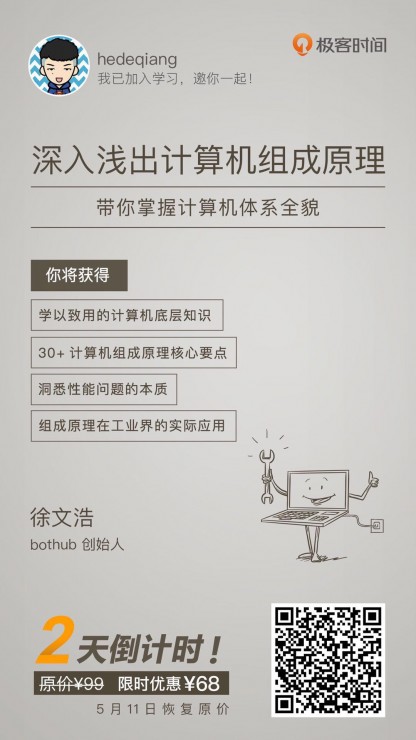 hedeqiang
我已加入学习，邀你一起！
极客时间
深入浅出计算机组成原理
带你掌握计算机体系全貌
你将获得
学以致用的计算机底层知识
30+ 计算机组成原理核心要点
洞悉性能问题的本质
组成原理在工业界的实际应用
徐文浩
bothub 创始人
2天倒计时！
原价¥99 限时优惠¥68
5月11日恢复原价